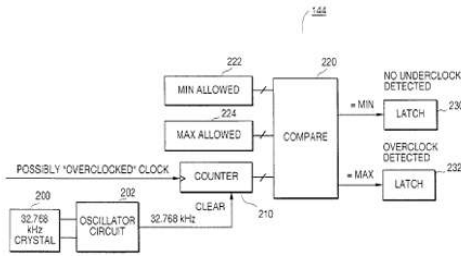 144
222
MIN ALLOWED
224
MAX ALLOWED
220
COMPARE
NO UNDERCLOCK
DETECTED
= MIN
LATCH
230
OVERCLOCK
DETECTED
= MAX
LATCH
232
POSSIBLY "OVERCLOCKED" CLOCK
COUNTER
210
CLEAR
200
32.768
kHz
CRYSTAL
202
OSCILLATOR
CIRCUIT
32.768 kHz